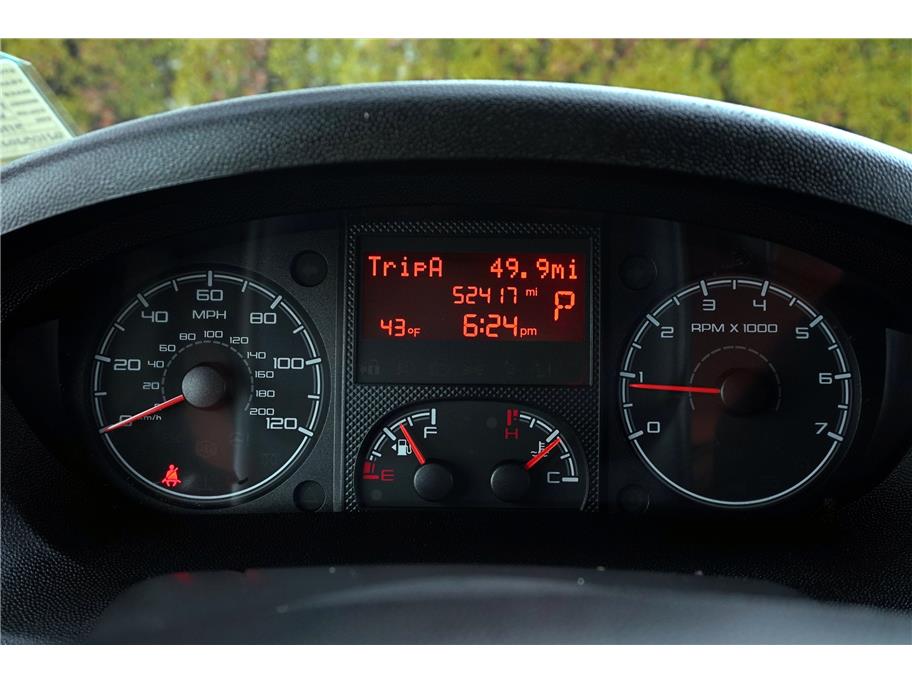 TripA 49.9mi
52417 mi
P
43°F 6:24pm
0 20 40 60 80 100 120
MPH
20 40 60 80 100 120 140 160 180 200
km/h
E F
H C
RPM X 1000
0 1 2 3 4 5 6 7